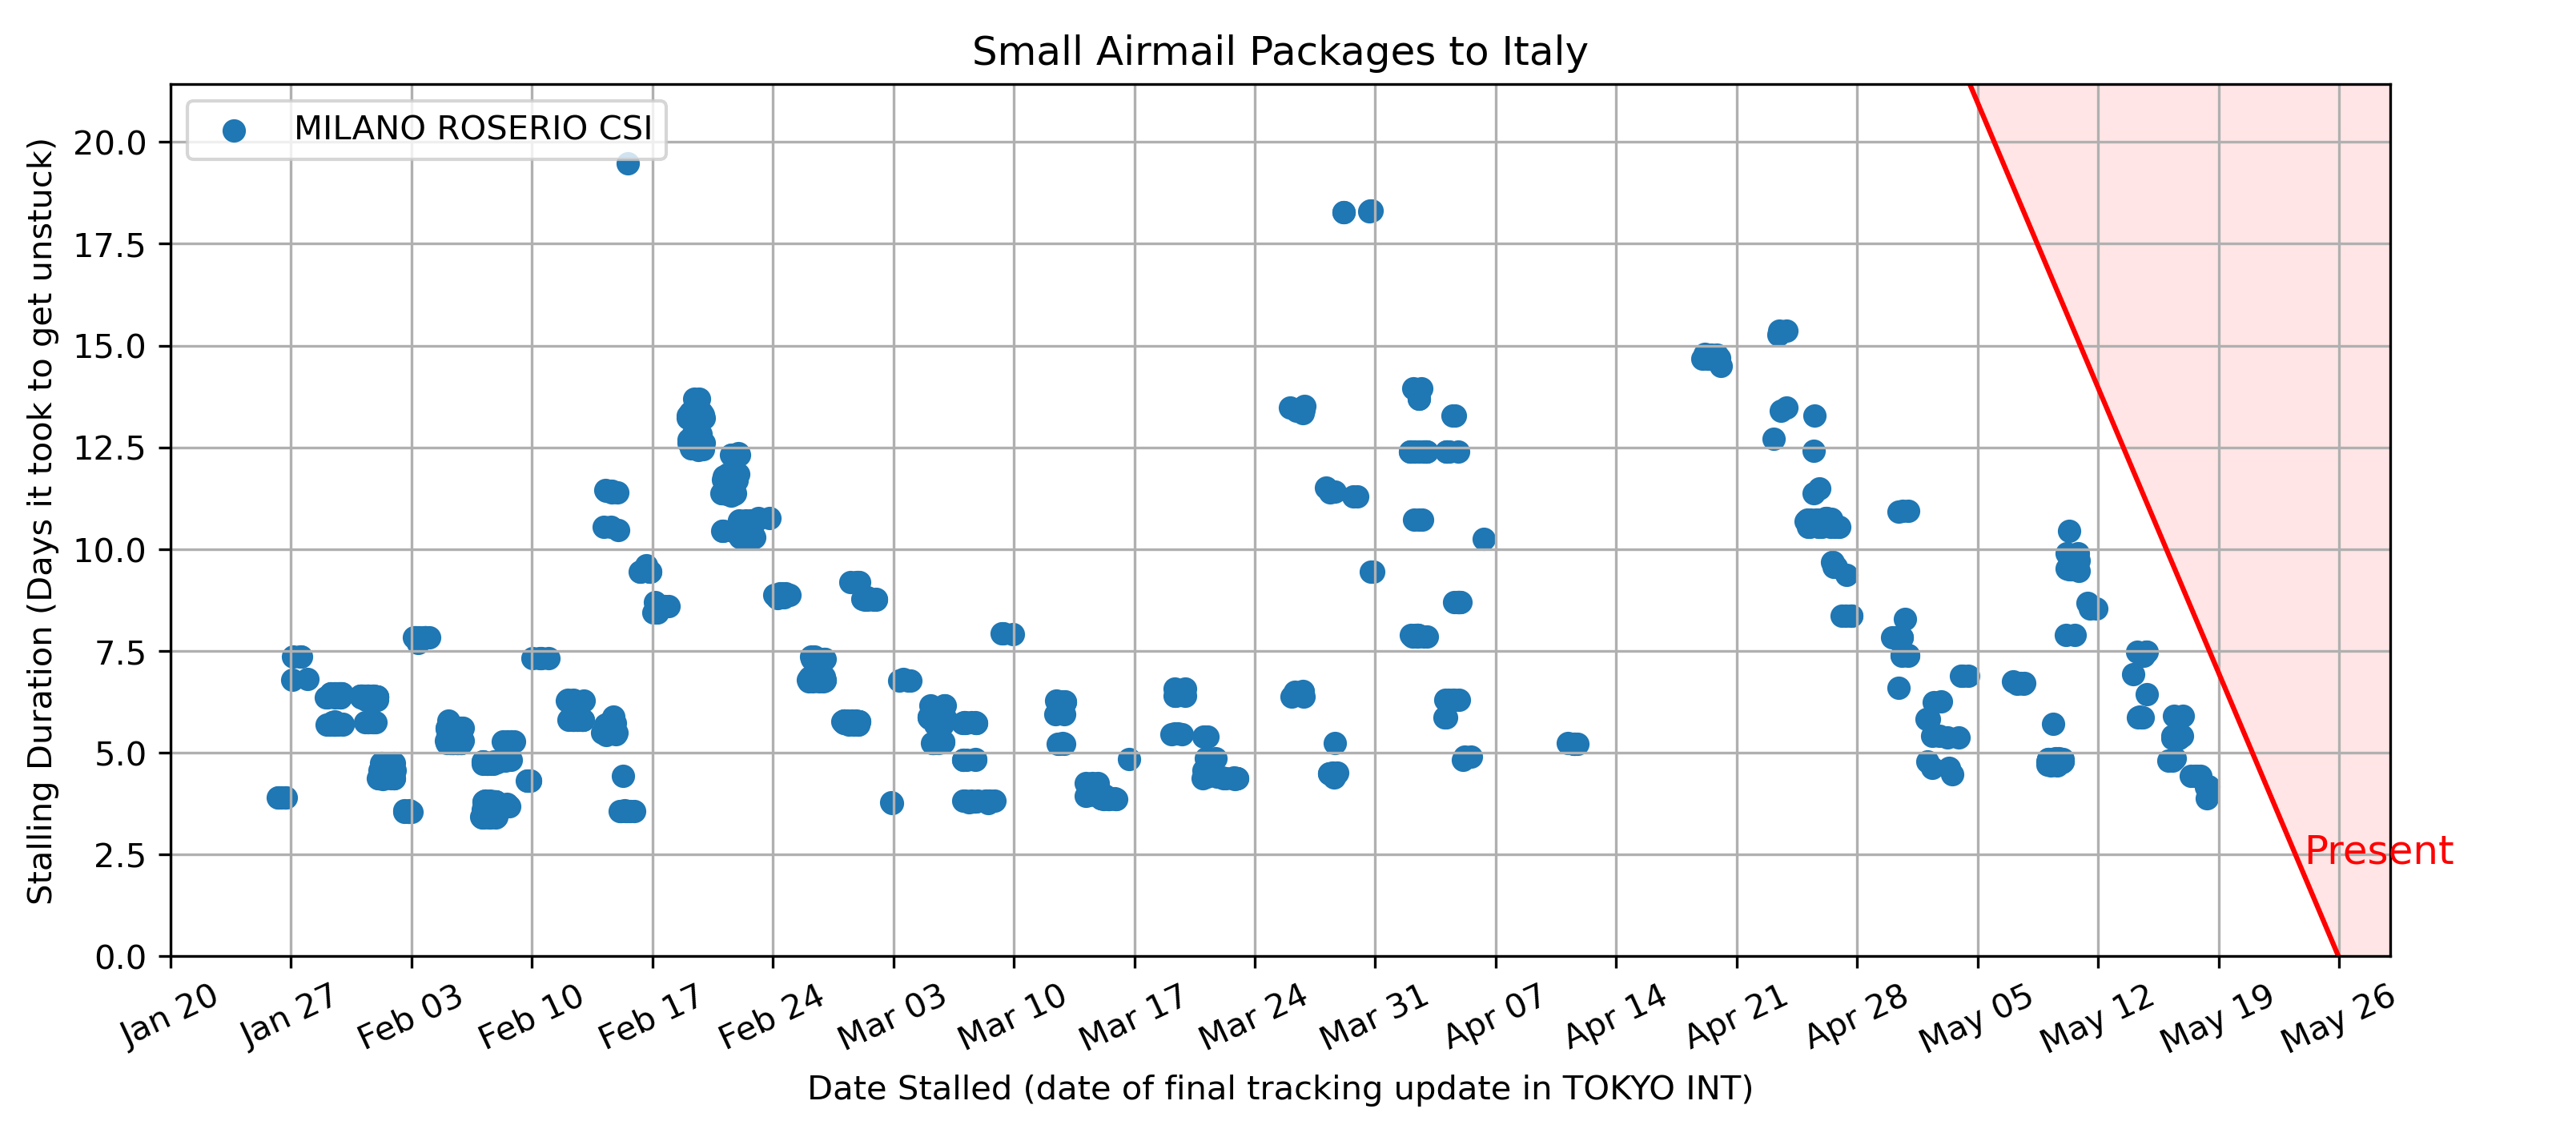 Small Airmail Packages to Italy
MILANO ROSERIO CSI
Stalling Duration (Days it took to get unstuck)
20.0
17.5
15.0
12.5
10.0
7.5
5.0
2.5
0.0
Present
Jan 20 Jan 27 Feb 03 Feb 10 Feb 17 Feb 24 Mar 03 Mar 10 Mar 17 Mar 24 Mar 31 Apr 07 Apr 14 Apr 21 Apr 28 May 05 May 12 May 19 May 26
Date Stalled (date of final tracking update in TOKYO INT)